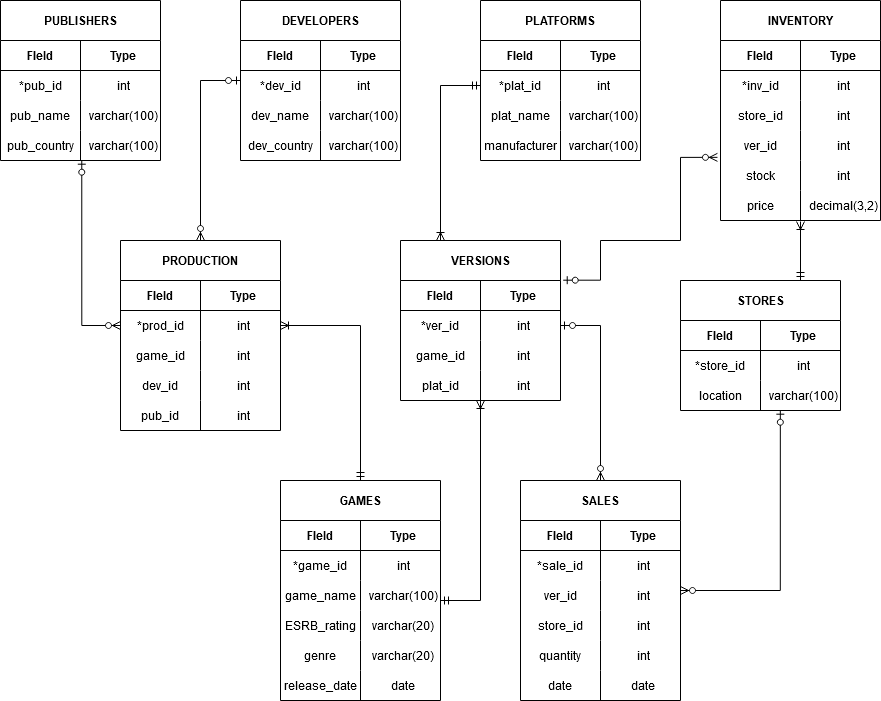 PUBLISHERS
FIeld Type
*pub_id int
pub_name varchar(100)
pub_country varchar(100)
DEVELOPERS
FIeld Type
*dev_id int
dev_name varchar(100)
dev_country varchar(100)
PLATFORMS
FIeld Type
*plat_id int
plat_name varchar(100)
manufacturer varchar(100)
INVENTORY
FIeld Type
*inv_id int
store_id int
ver_id int
stock int
price decimal(3,2)
PRODUCTION
FIeld Type
*prod_id int
game_id int
dev_id int
pub_id int
VERSIONS
FIeld Type
*ver_id int
game_id int
plat_id int
STORES
FIeld Type
*store_id int
location varchar(100)
GAMES
FIeld Type
*game_id int
game_name varchar(100)
ESRB_rating varchar(20)
genre varchar(20)
release_date date
SALES
FIeld Type
*sale_id int
ver_id int
store_id int
quantity int
date date